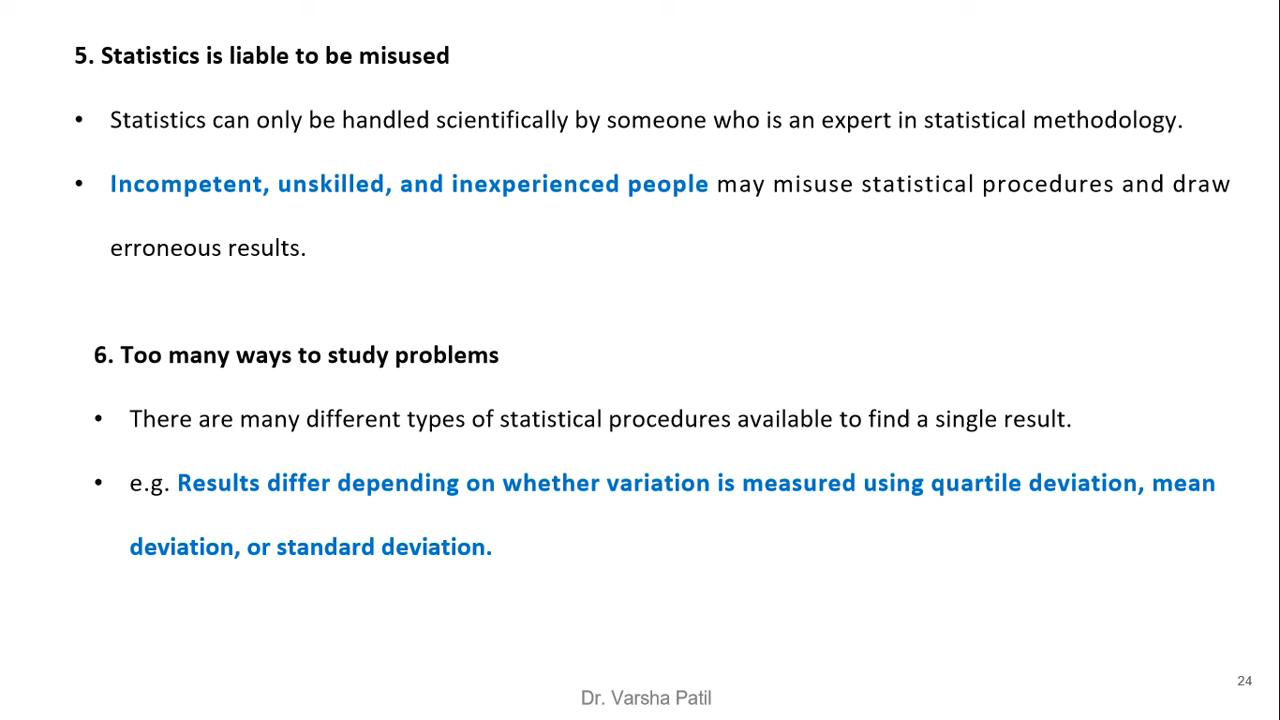 5. Statistics is liable to be misused
• Statistics can only be handled scientifically by someone who is an expert in statistical methodology.
• Incompetent, unskilled, and inexperienced people may misuse statistical procedures and draw
erroneous results.
6. Too many ways to study problems
• There are many different types of statistical procedures available to find a single result.
• e.g. Results differ depending on whether variation is measured using quartile deviation, mean
deviation, or standard deviation.
24
Dr. Varsha Patil